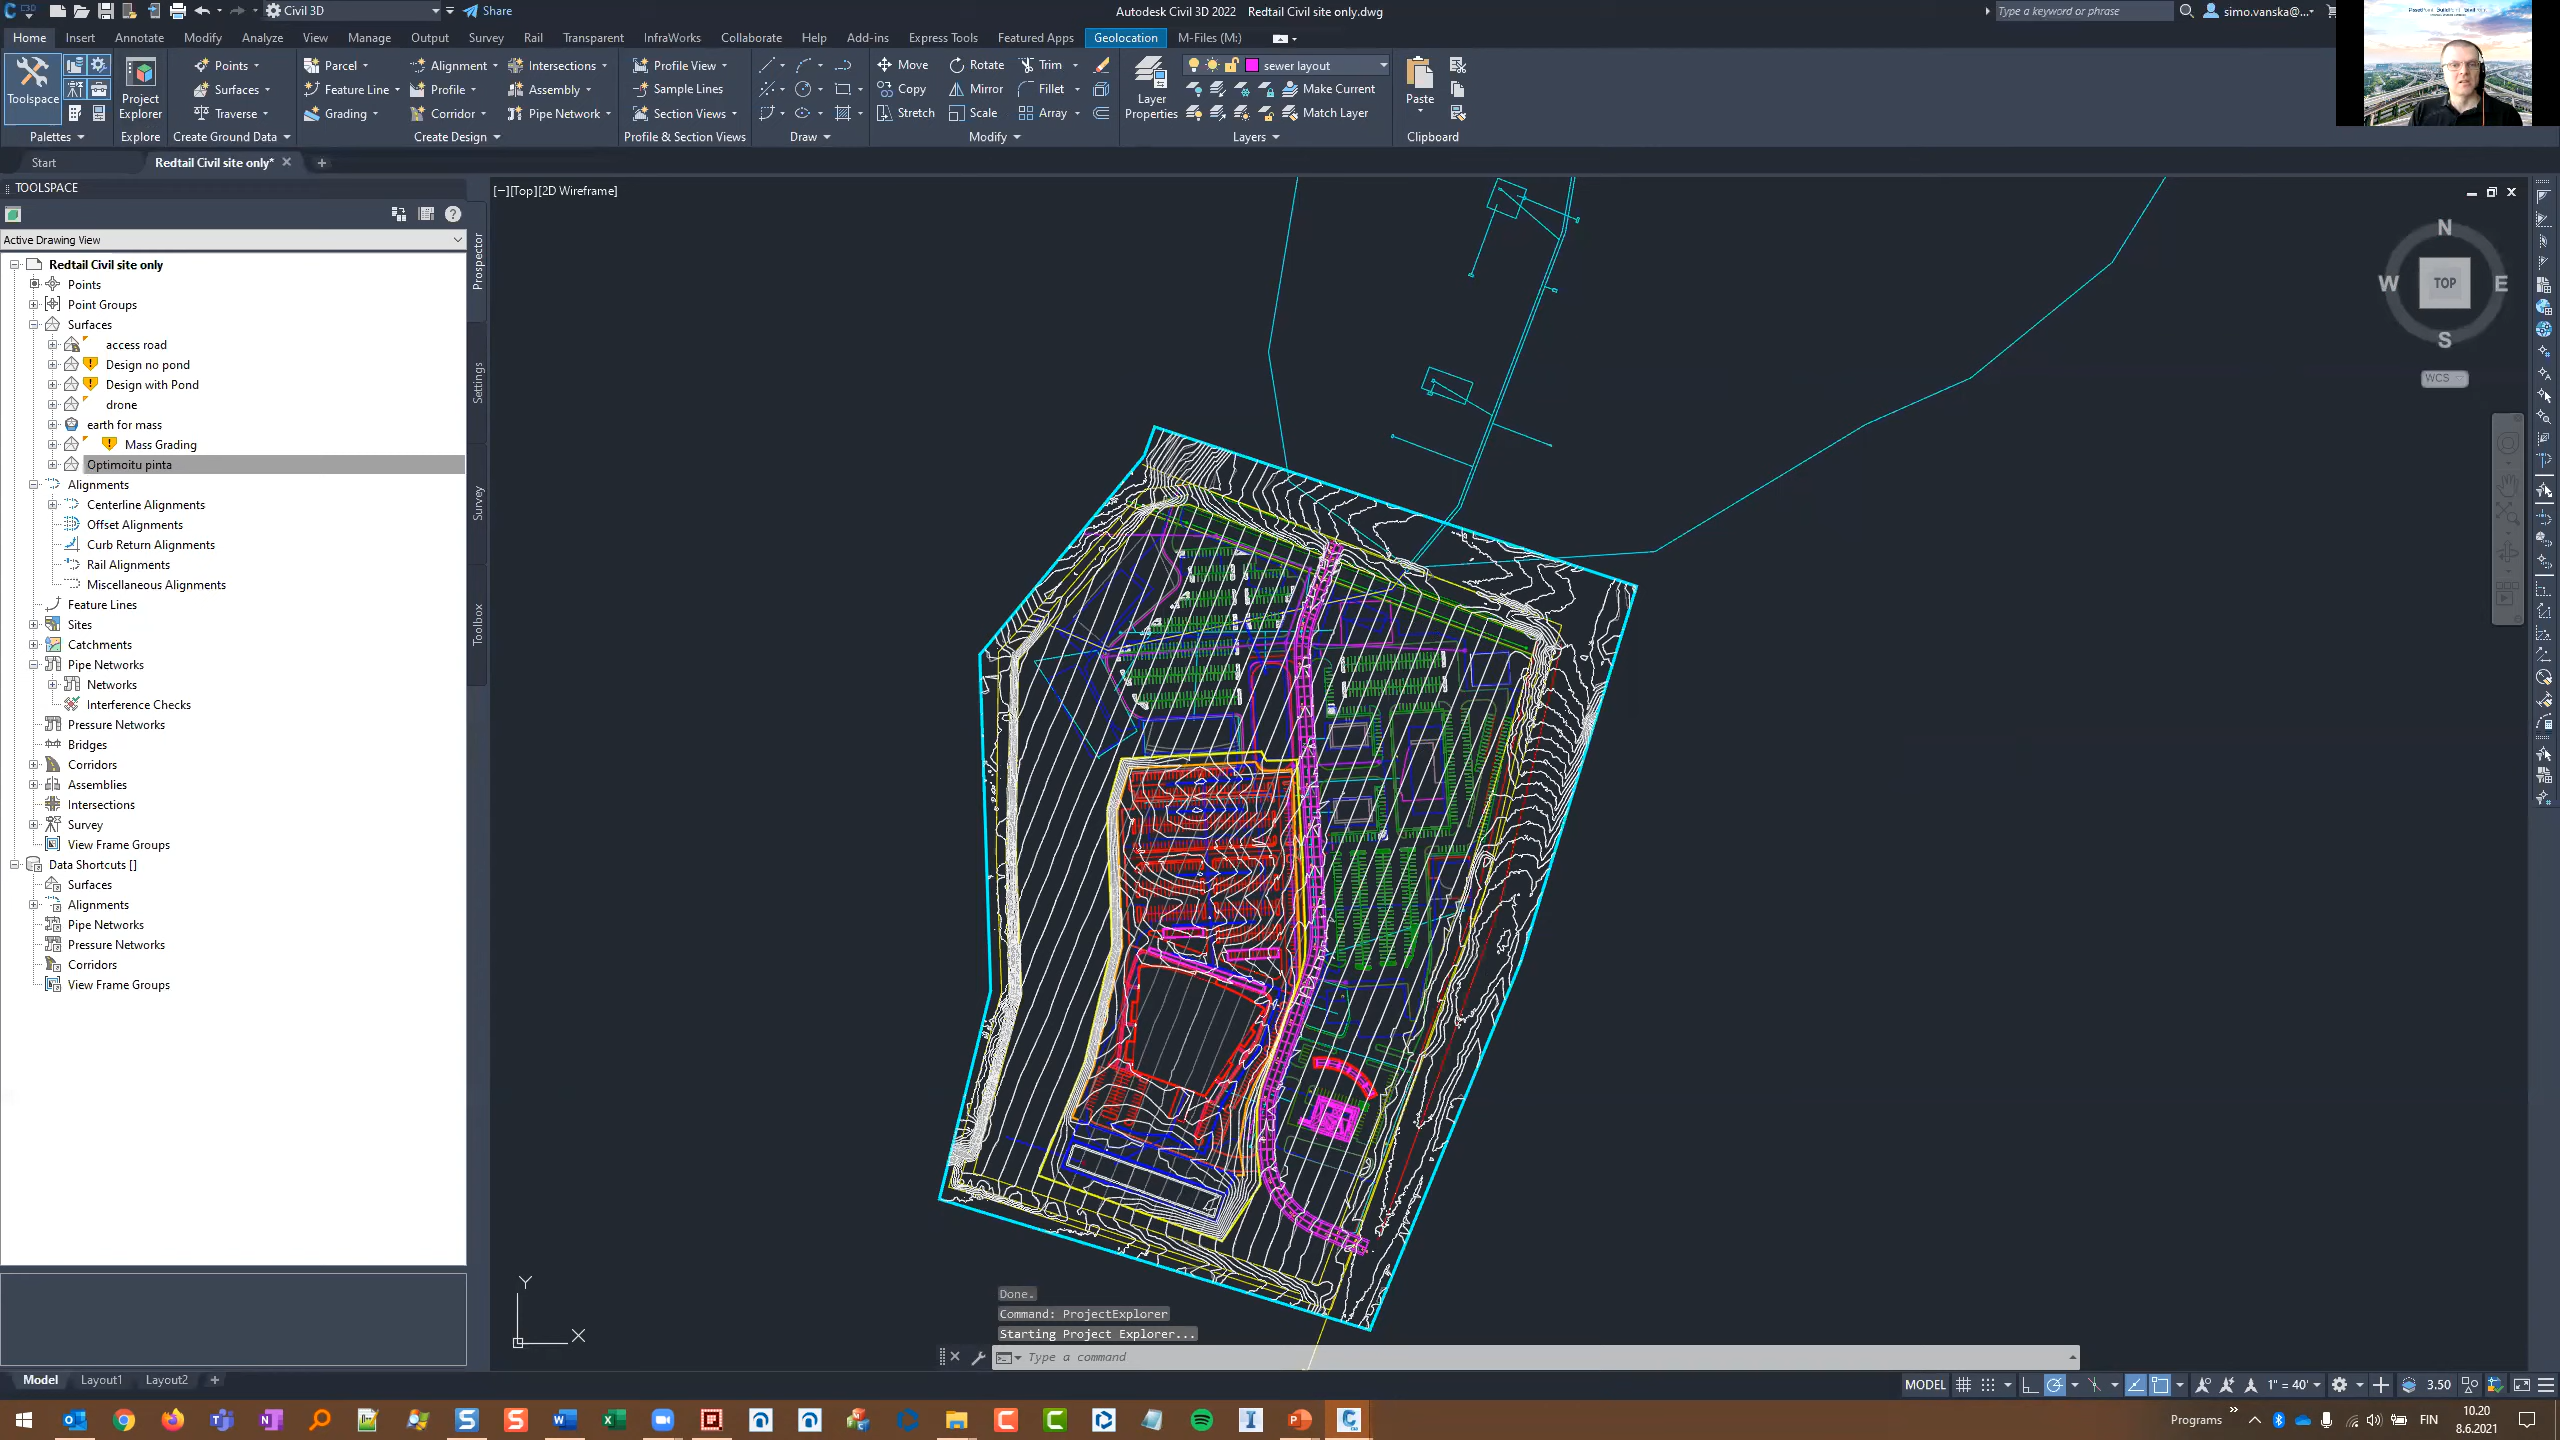 Civil 3D
Share
Autodesk Civil 3D 2022 Redtail Civil site only.dwg
Type a keyword or phrase
simo.vanska@...
Home Insert Annotate Modify Analyze View Manage Output Survey Rail Transparent InfraWorks Collaborate Help Add-ins Express Tools Featured Apps Geolocation M-Files (M:)
Toolspace
Palettes
Project Explorer
Explore
Points
Surfaces
Traverse
Create Ground Data
Parcel
Feature Line
Grading
Alignment
Profile
Corridor
Intersections
Assembly
Pipe Network
Create Design
Profile View
Sample Lines
Section Views
Profile & Section Views
Draw
Move
Copy
Stretch
Rotate
Mirror
Scale
Trim
Fillet
Array
Modify
Layer Properties
sewer layout
Make Current
Match Layer
Layers
Paste
Clipboard
Start
Redtail Civil site only*
TOOLSPACE
Active Drawing View
Redtail Civil site only
Points
Point Groups
Surfaces
access road
Design no pond
Design with Pond
drone
earth for mass
Mass Grading
Optimoitu pinta
Alignments
Centerline Alignments
Offset Alignments
Curb Return Alignments
Rail Alignments
Miscellaneous Alignments
Feature Lines
Sites
Catchments
Pipe Networks
Networks
Interference Checks
Pressure Networks
Bridges
Corridors
Assemblies
Intersections
Survey
View Frame Groups
Data Shortcuts []
Surfaces
Alignments
Pipe Networks
Pressure Networks
Corridors
View Frame Groups
Prospector
Settings
Survey
Toolbox
[−][Top][2D Wireframe]
N
W TOP E
S
WCS
Y
X
Done.
Command: ProjectExplorer
Starting Project Explorer...
Type a command
Model Layout1 Layout2
MODEL
1" = 40'
3.50
Programs
FIN
10.20
8.6.2021